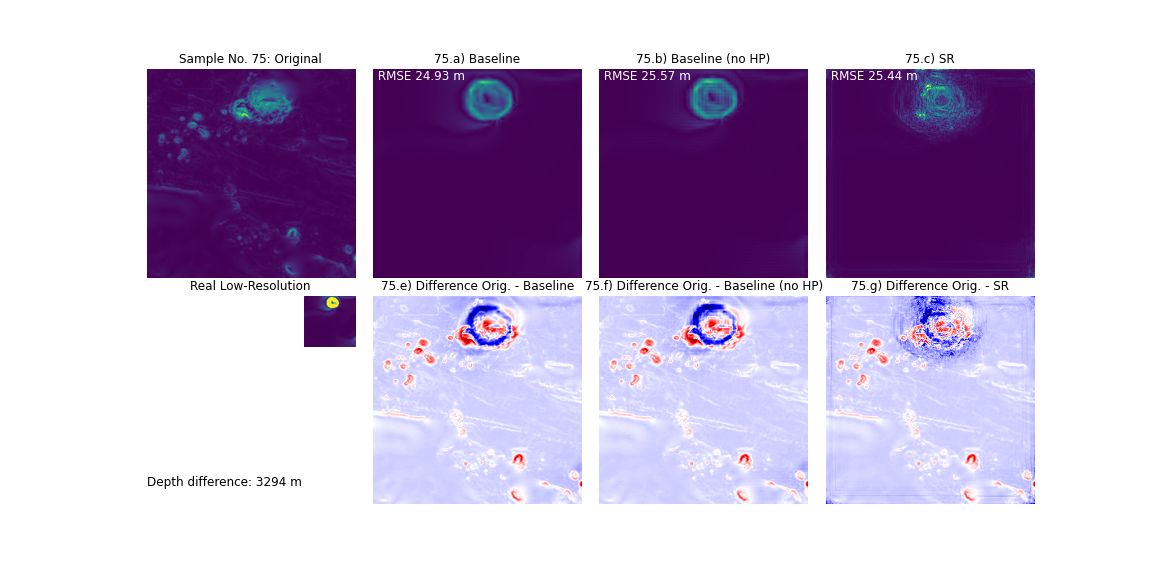 Sample No. 75: Original
75.a) Baseline
75.b) Baseline (no HP)
75.c) SR
RMSE 24.93 m
RMSE 25.57 m
RMSE 25.44 m
Real Low-Resolution
75.e) Difference Orig. - Baseline
75.f) Difference Orig. - Baseline (no HP)
75.g) Difference Orig. - SR
Depth difference: 3294 m